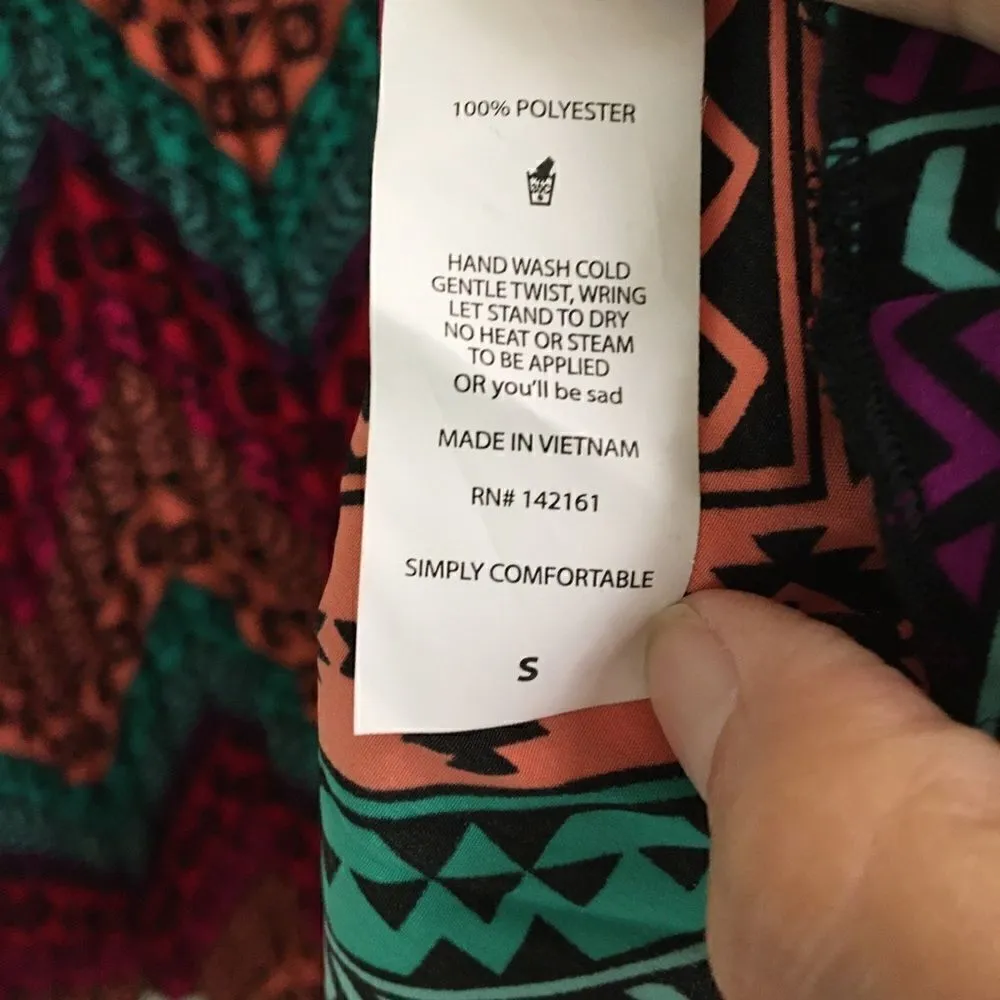 100% POLYESTER
30C
HAND WASH COLD
GENTLE TWIST, WRING
LET STAND TO DRY
NO HEAT OR STEAM
TO BE APPLIED
OR you'll be sad
MADE IN VIETNAM
RN# 142161
SIMPLY COMFORTABLE
S